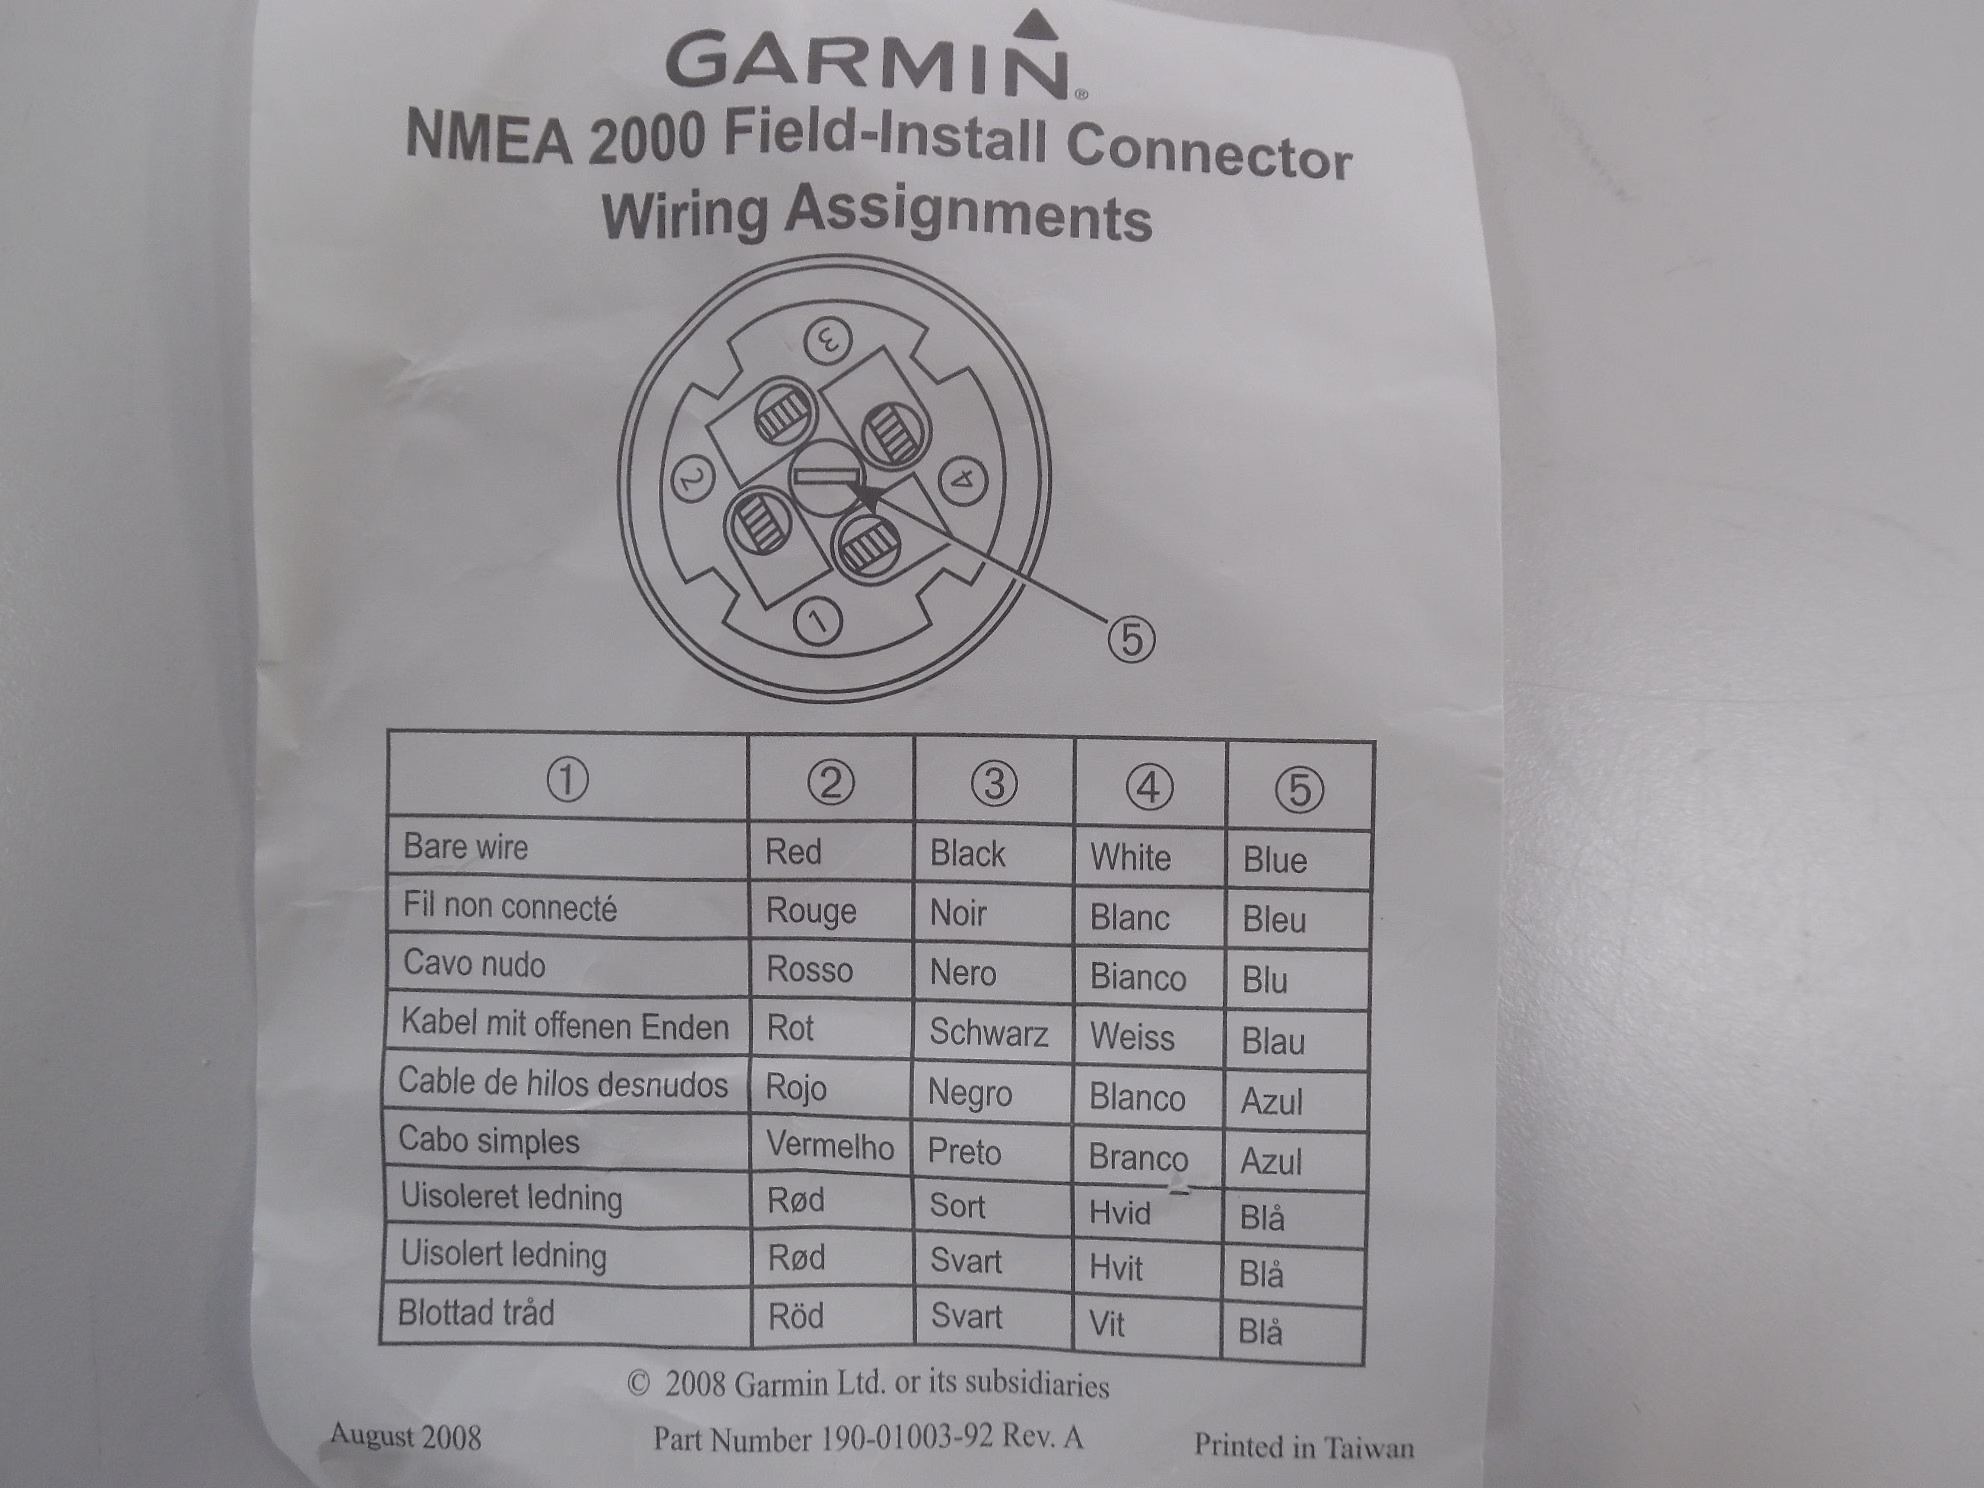 GARMIN®
NMEA 2000 Field-Install Connector
Wiring Assignments
3
2
4
1
5
① ② ③ ④ ⑤
Bare wire Red Black White Blue
Fil non connecté Rouge Noir Blanc Bleu
Cavo nudo Rosso Nero Bianco Blu
Kabel mit offenen Enden Rot Schwarz Weiss Blau
Cable de hilos desnudos Rojo Negro Blanco Azul
Cabo simples Vermelho Preto Branco Azul
Uisoleret ledning Rød Sort Hvid Blå
Uisolert ledning Rød Svart Hvit Blå
Blottad tråd Röd Svart Vit Blå
© 2008 Garmin Ltd. or its subsidiaries
August 2008 Part Number 190-01003-92 Rev. A Printed in Taiwan